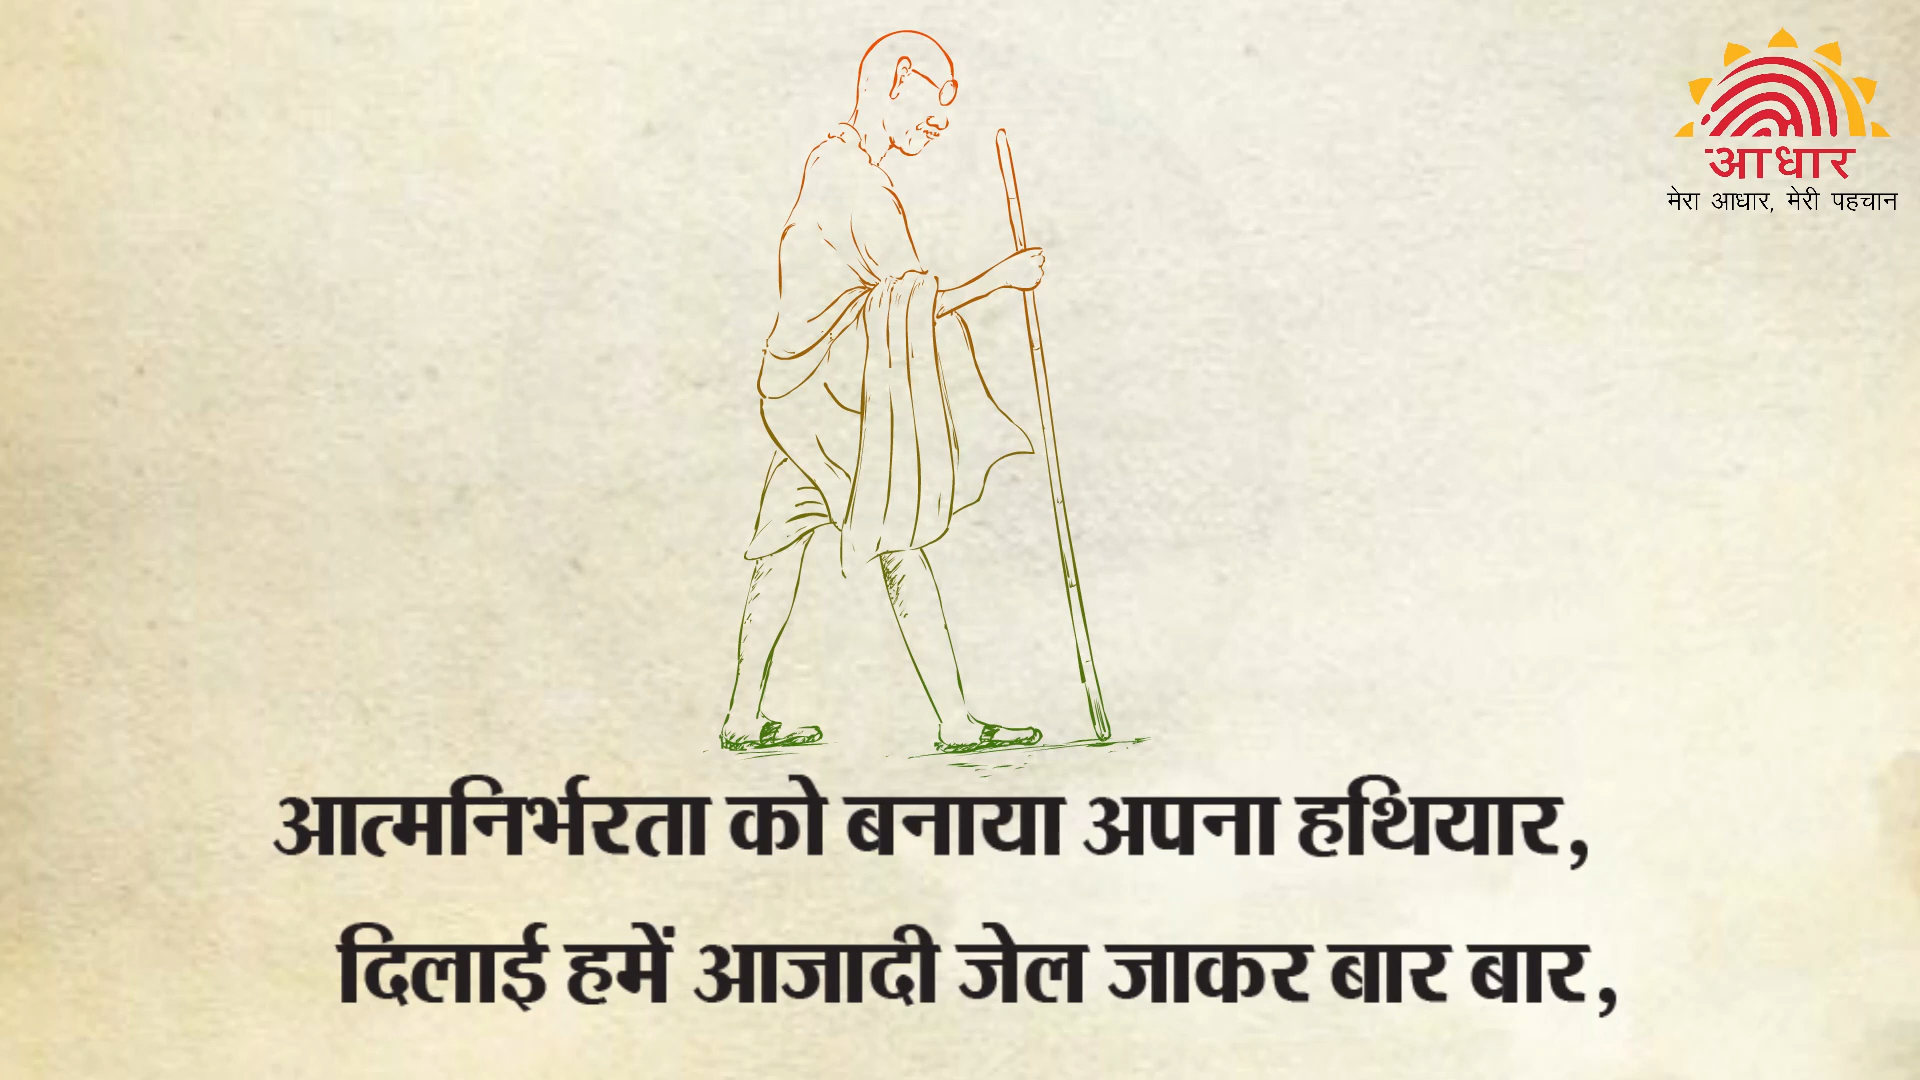 आधार
मेरा आधार, मेरी पहचान
आत्मनिर्भरता को बनाया अपना हथियार,
दिलाई हमें आजादी जेल जाकर बार बार,